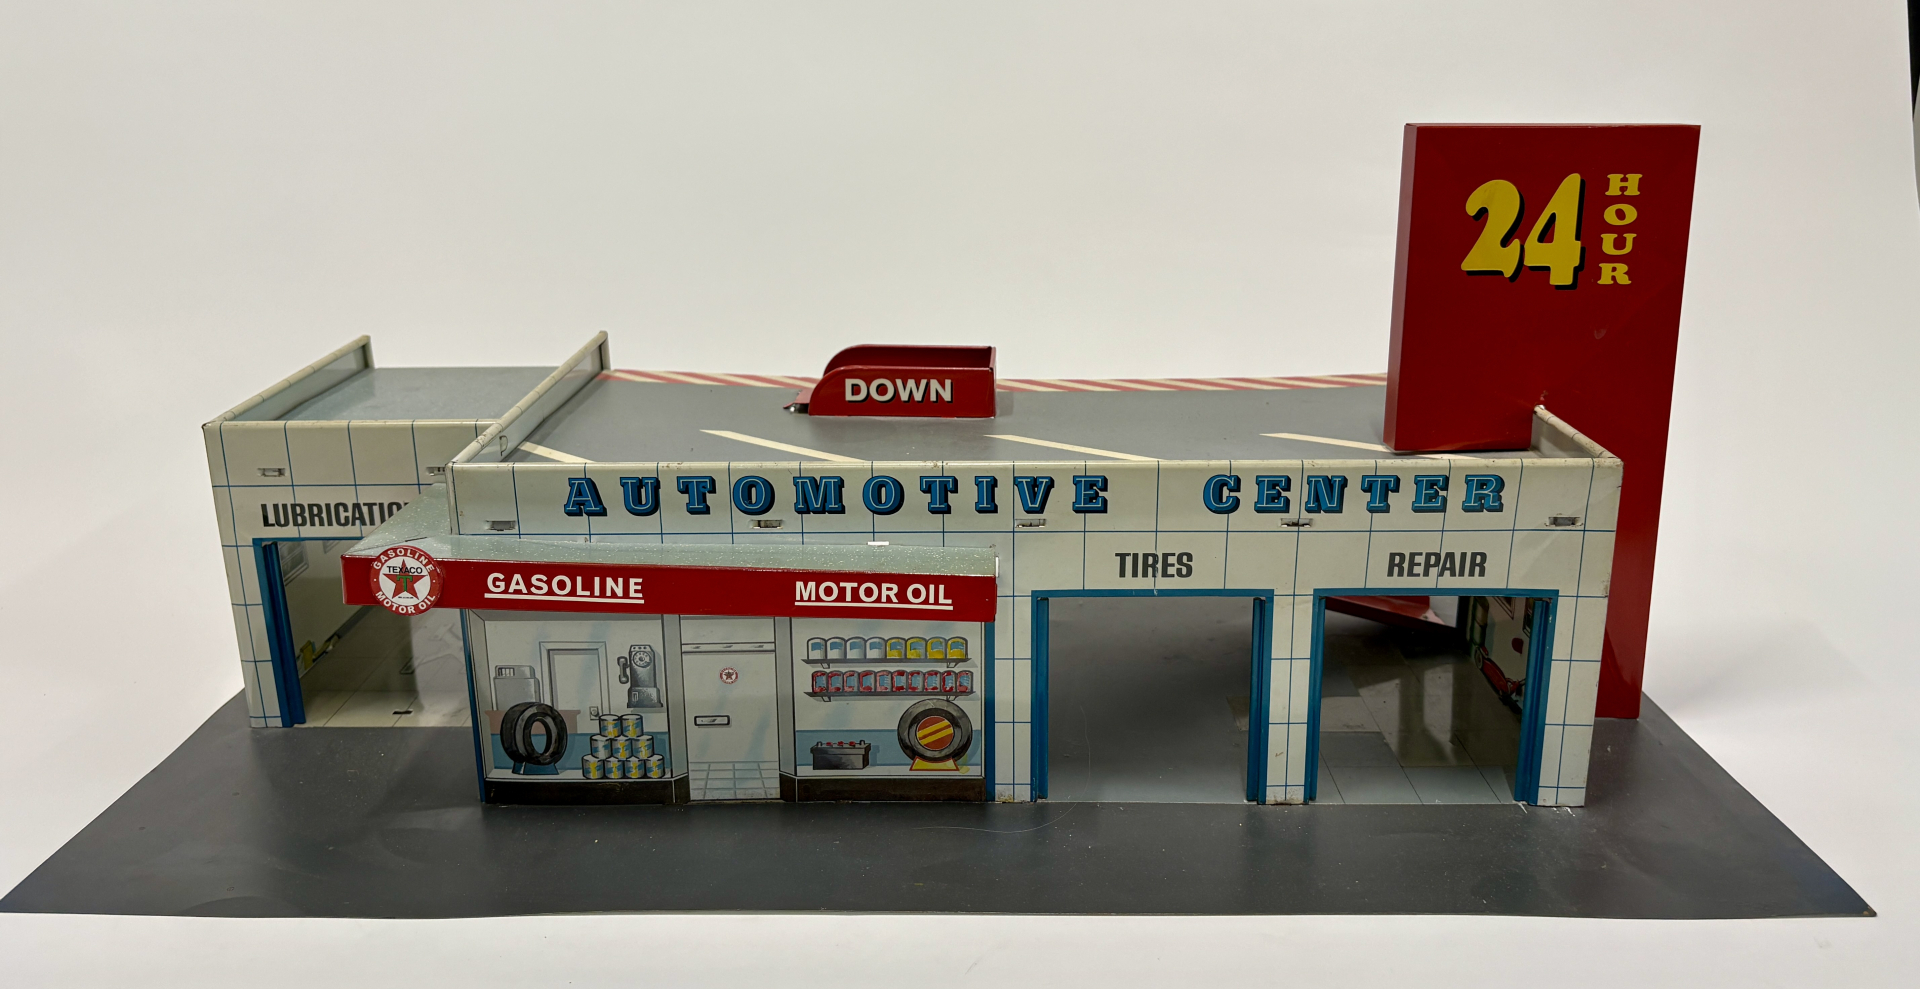 24
HOUR
DOWN
AUTOMOTIVE CENTER
LUBRICATIO
TIRES
REPAIR
GASOLINE
TEXACO
T
MOTOR OIL
GASOLINE
MOTOR OIL